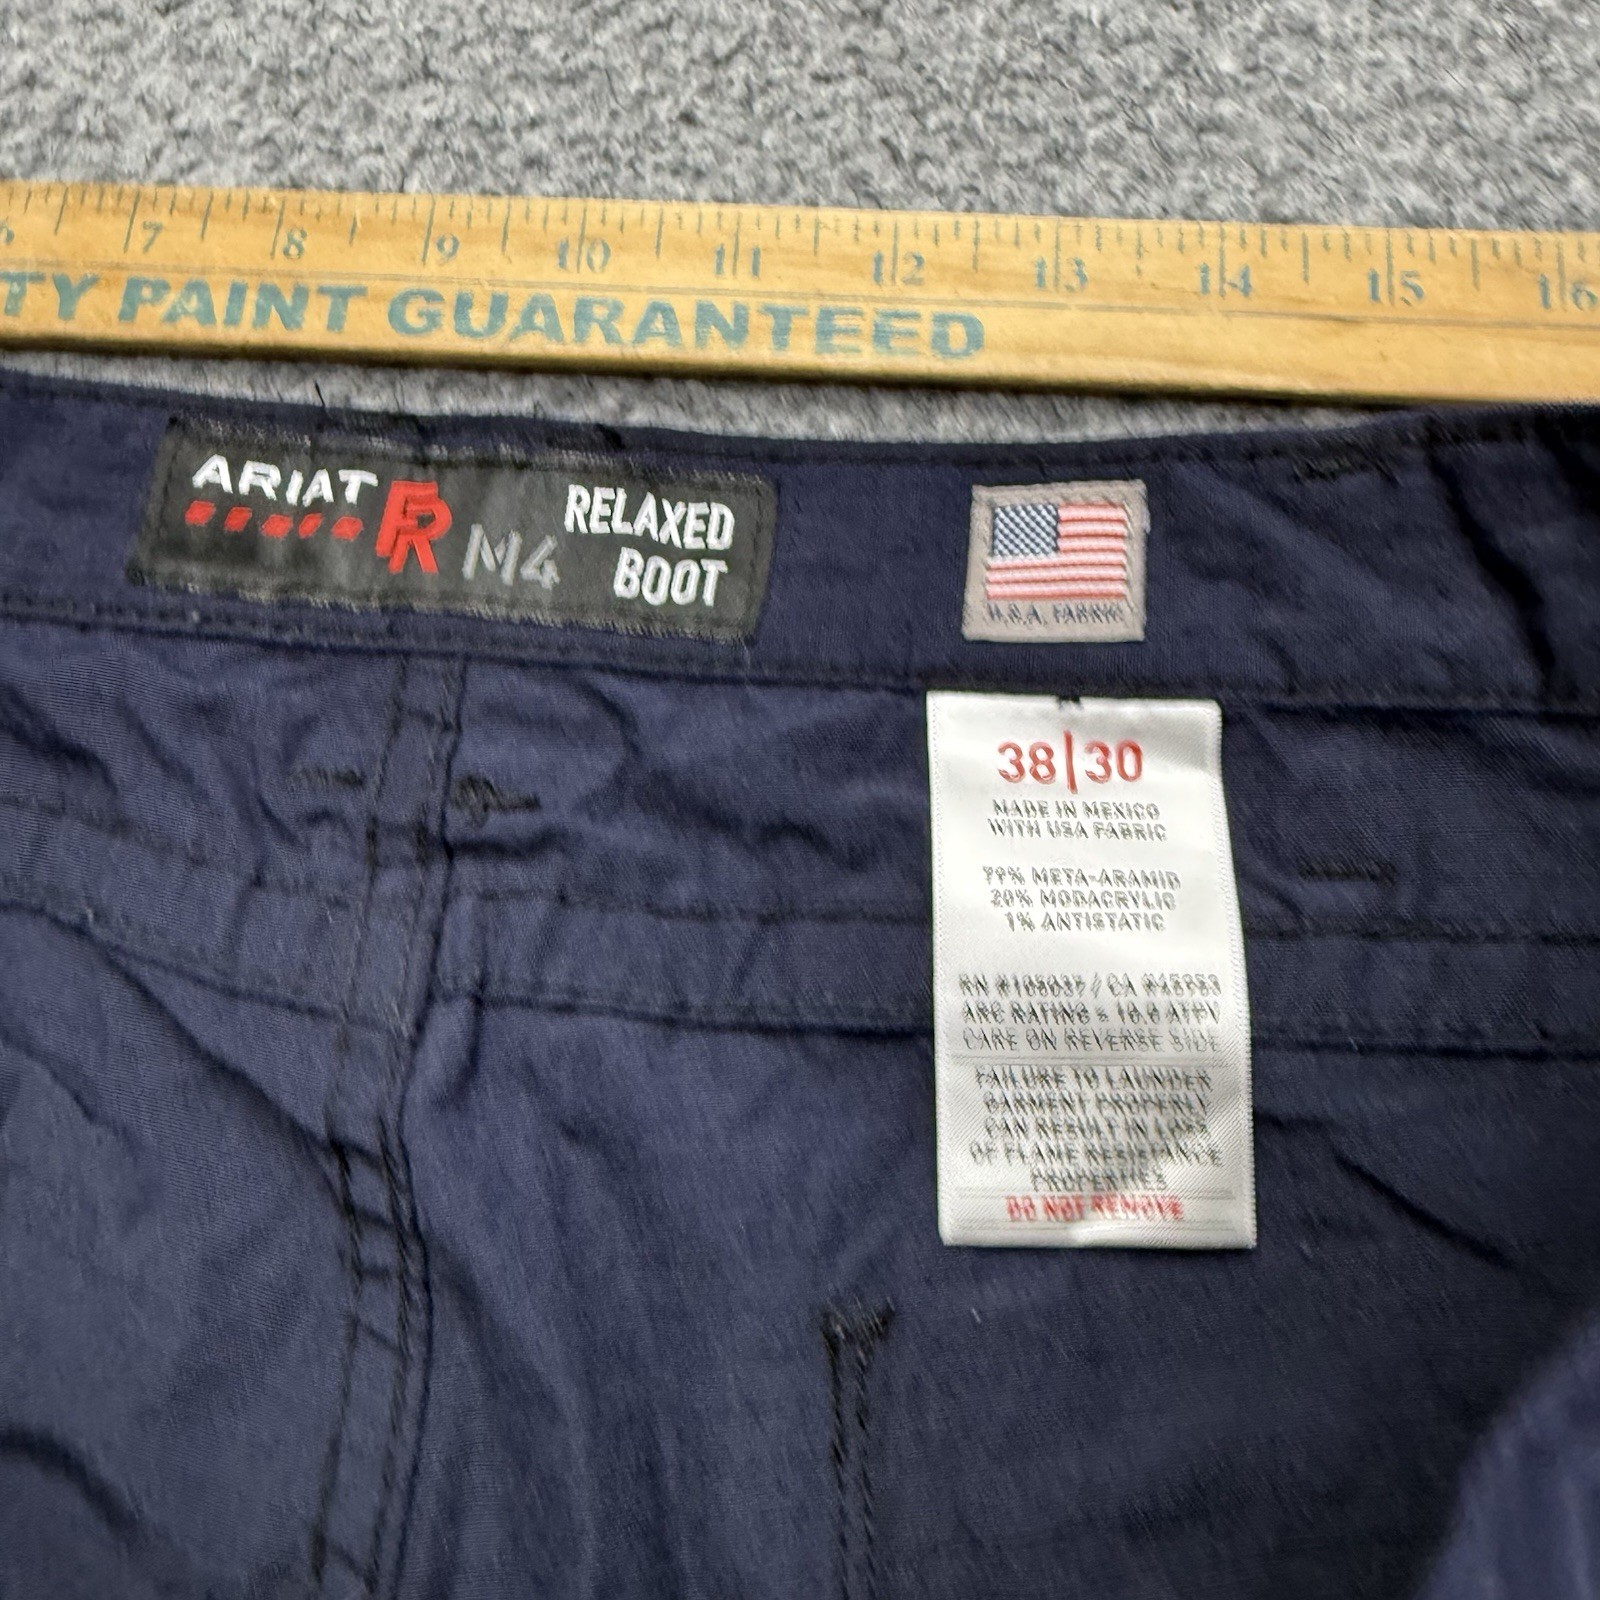 7 8 9 10 11 12 13 14 15 16
TY PAINT GUARANTEED
ARIAT FR M4 RELAXED
BOOT
U.S.A. FABRIC
38|30
MADE IN MEXICO
WITH USA FABRIC
79% META-ARAMID
20% MODACRYLIC
1% ANTISTATIC
RN # / CA #
ARC RATING = 10.0 ATPV
CARE ON REVERSE SIDE
FAILURE TO LAUNDER
GARMENT PROPERLY
CAN RESULT IN LOSS
OF FLAME RESISTANCE
PROPERTIES
DO NOT REMOVE